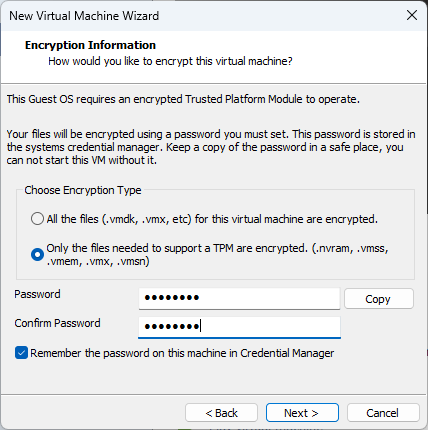 New Virtual Machine Wizard
Encryption Information
How would you like to encrypt this virtual machine?
This Guest OS requires an encrypted Trusted Platform Module to operate.
Your files will be encrypted using a password you must set. This password is stored in
the systems credential manager. Keep a copy of the password in a safe place, you
can not start this VM without it.
Choose Encryption Type
All the files (.vmdk, .vmx, etc) for this virtual machine are encrypted.
Only the files needed to support a TPM are encrypted. (.nvram, .vmss,
.vmem, .vmx, .vmsn)
Password ●●●●●●●● Copy
Confirm Password ●●●●●●●●
Remember the password on this machine in Credential Manager
< Back Next > Cancel